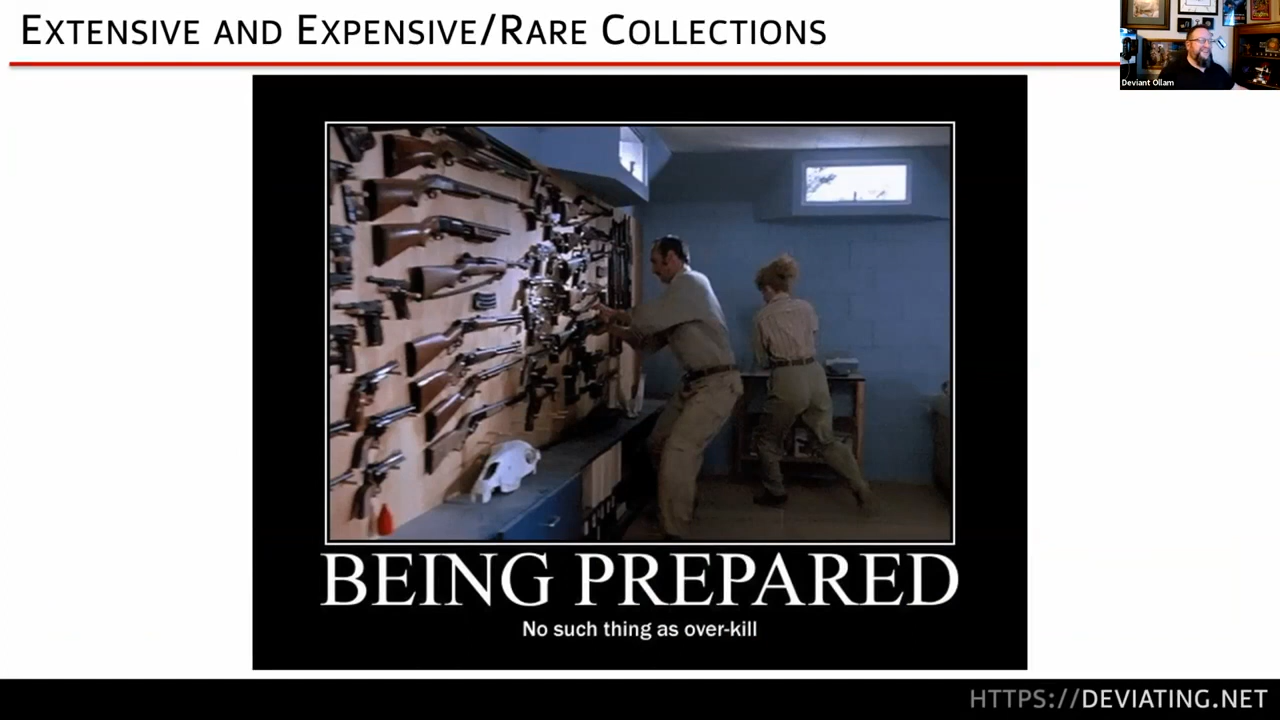 Extensive and Expensive/Rare Collections
Deviant Ollam
BEING PREPARED
No such thing as over-kill
HTTPS://DEVIATING.NET